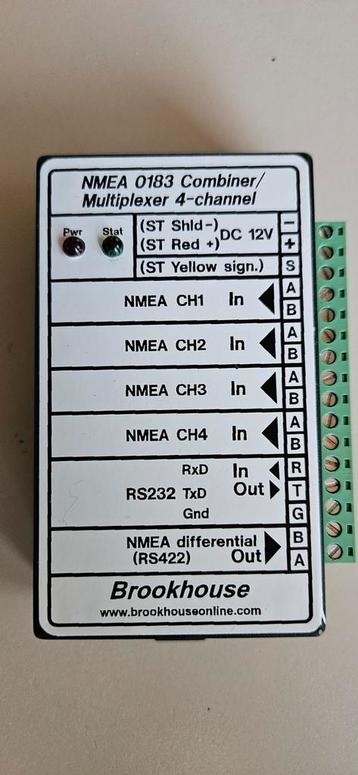 NMEA 0183 Combiner/
Multiplexer 4-channel
Pwr Stat
(ST Shld-) DC 12V -
(ST Red +) +
(ST Yellow sign.) S
NMEA CH1 In A
B
NMEA CH2 In A
B
NMEA CH3 In A
B
NMEA CH4 In A
B
RxD In R
RS232 TxD Out T
Gnd G
NMEA differential B
(RS422) Out A
Brookhouse
www.brookhouseonline.com